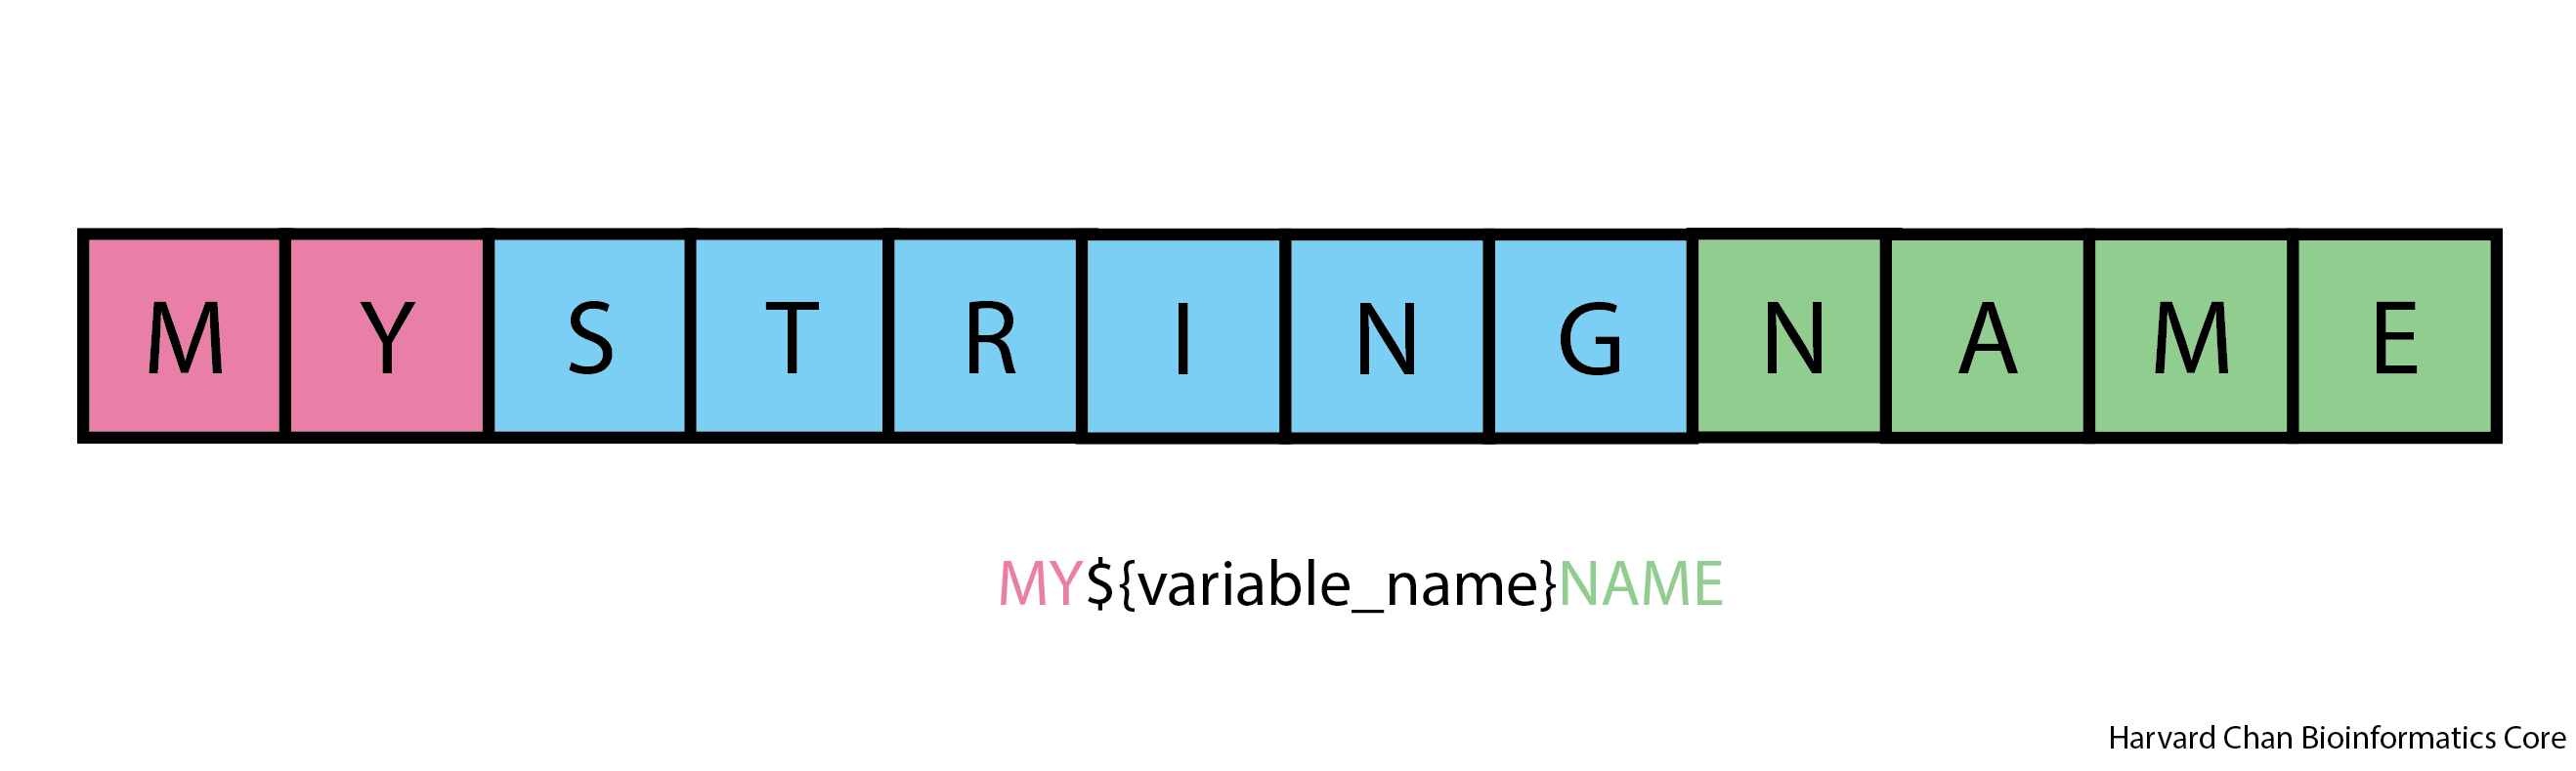 M Y S T R I N G N A M E
MY${variable_name}NAME
Harvard Chan Bioinformatics Core